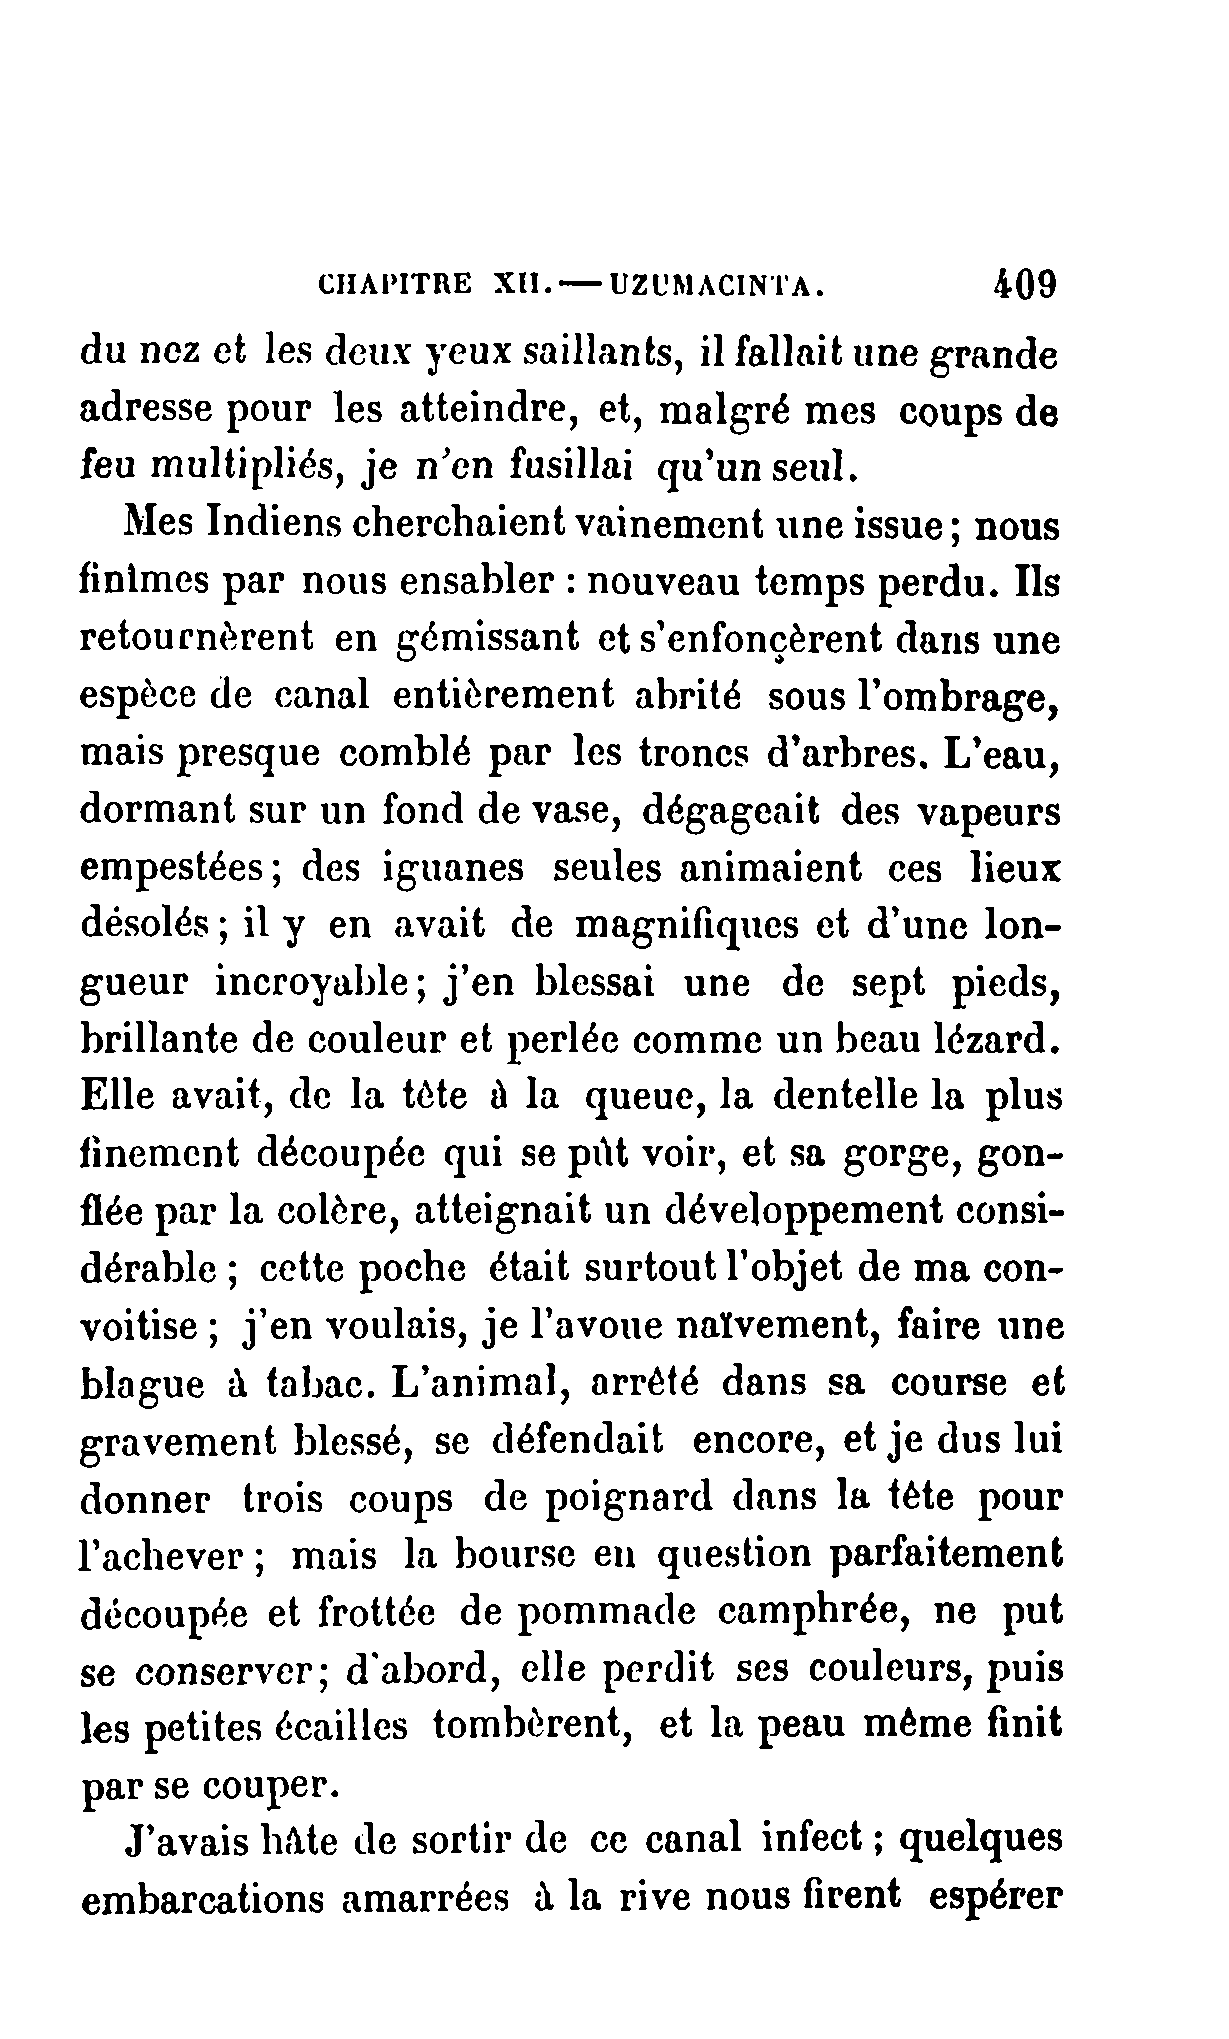 CHAPITRE XII.—UZUMACINTA. 409
du nez et les deux yeux saillants, il fallait une grande
adresse pour les atteindre, et, malgré mes coups de
feu multipliés, je n'en fusillai qu'un seul.
Mes Indiens cherchaient vainement une issue; nous
finîmes par nous ensabler : nouveau temps perdu. Ils
retournèrent en gémissant et s'enfonçèrent dans une
espèce de canal entièrement abrité sous l'ombrage,
mais presque comblé par les troncs d'arbres. L'eau,
dormant sur un fond de vase, dégageait des vapeurs
empestées; des iguanes seules animaient ces lieux
désolés; il y en avait de magnifiques et d'une lon-
gueur incroyable; j'en blessai une de sept pieds,
brillante de couleur et perlée comme un beau lézard.
Elle avait, de la tête à la queue, la dentelle la plus
finement découpée qui se pût voir, et sa gorge, gon-
flée par la colère, atteignait un développement consi-
dérable; cette poche était surtout l'objet de ma con-
voitise; j'en voulais, je l'avoue naïvement, faire une
blague à tabac. L'animal, arrêté dans sa course et
gravement blessé, se défendait encore, et je dus lui
donner trois coups de poignard dans la tête pour
l'achever; mais la bourse en question parfaitement
découpée et frottée de pommade camphrée, ne put
se conserver; d'abord, elle perdit ses couleurs, puis
les petites écailles tombèrent, et la peau même finit
par se couper.
J'avais hâte de sortir de ce canal infect; quelques
embarcations amarrées à la rive nous firent espérer